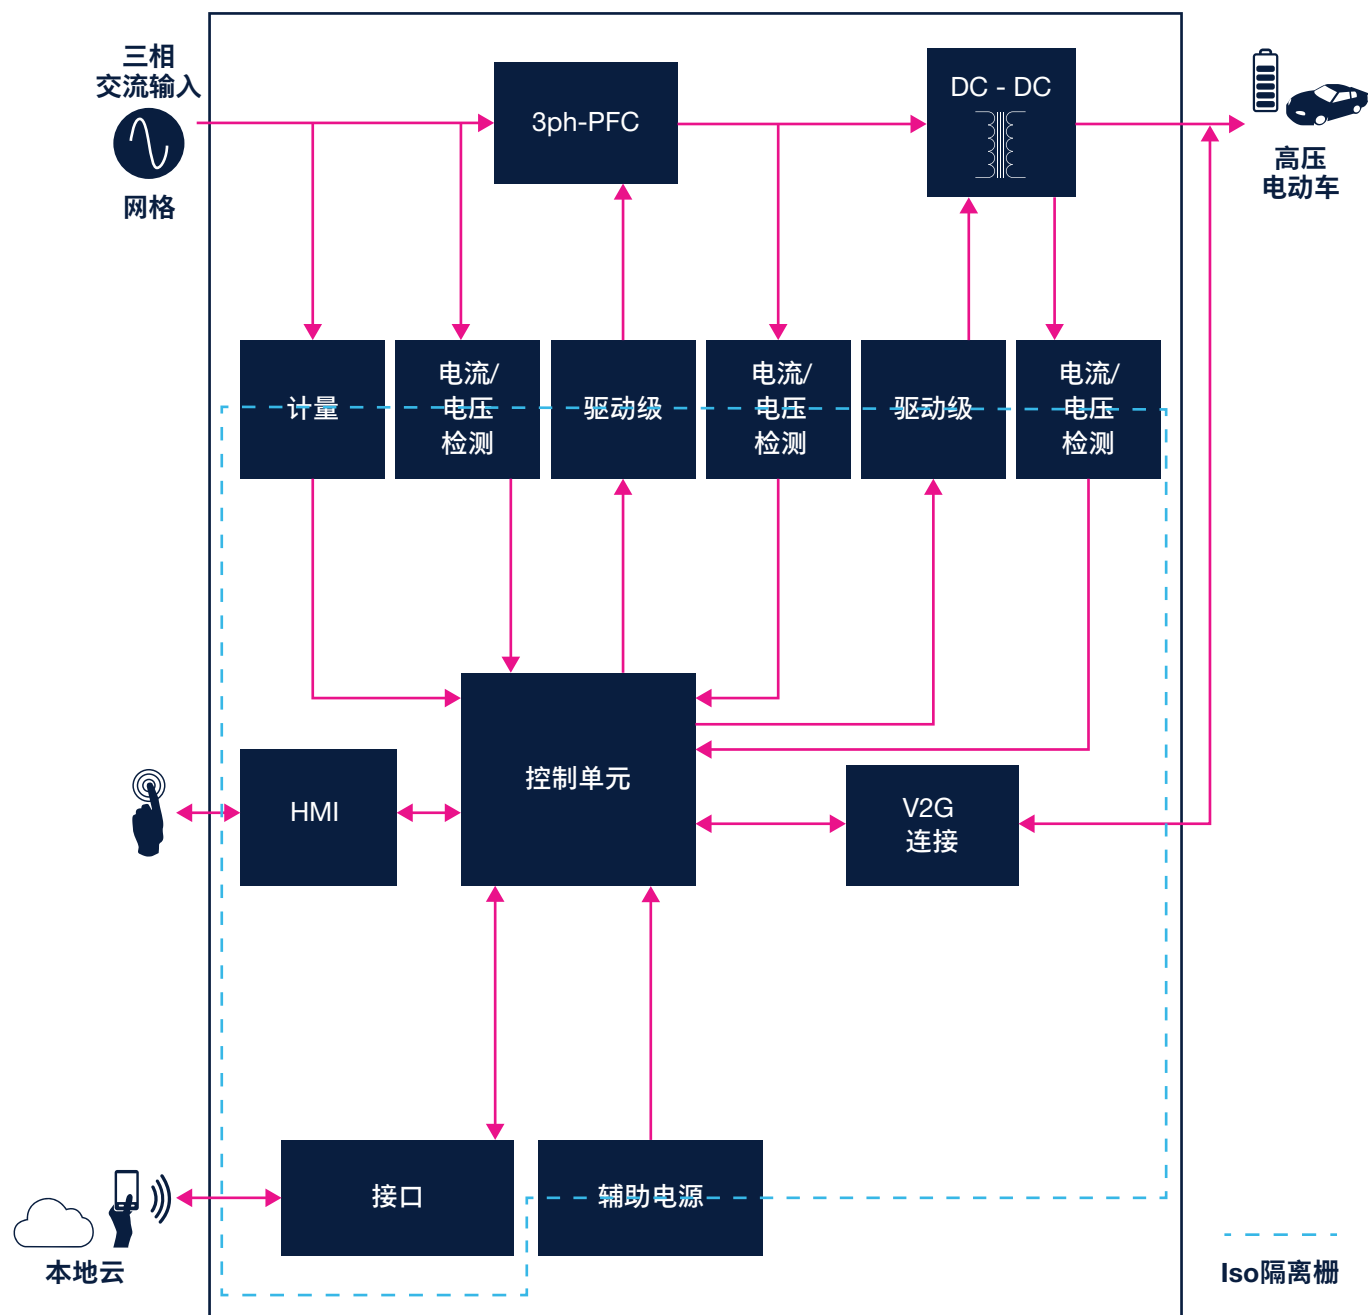 三相
交流输入
网格
3ph-PFC
DC - DC
高压
电动车
计量
电流/
电压
检测
驱动级
电流/
电压
检测
驱动级
电流/
电压
检测
控制单元
HMI
V2G
连接
接口
辅助电源
本地云
Iso隔离栅